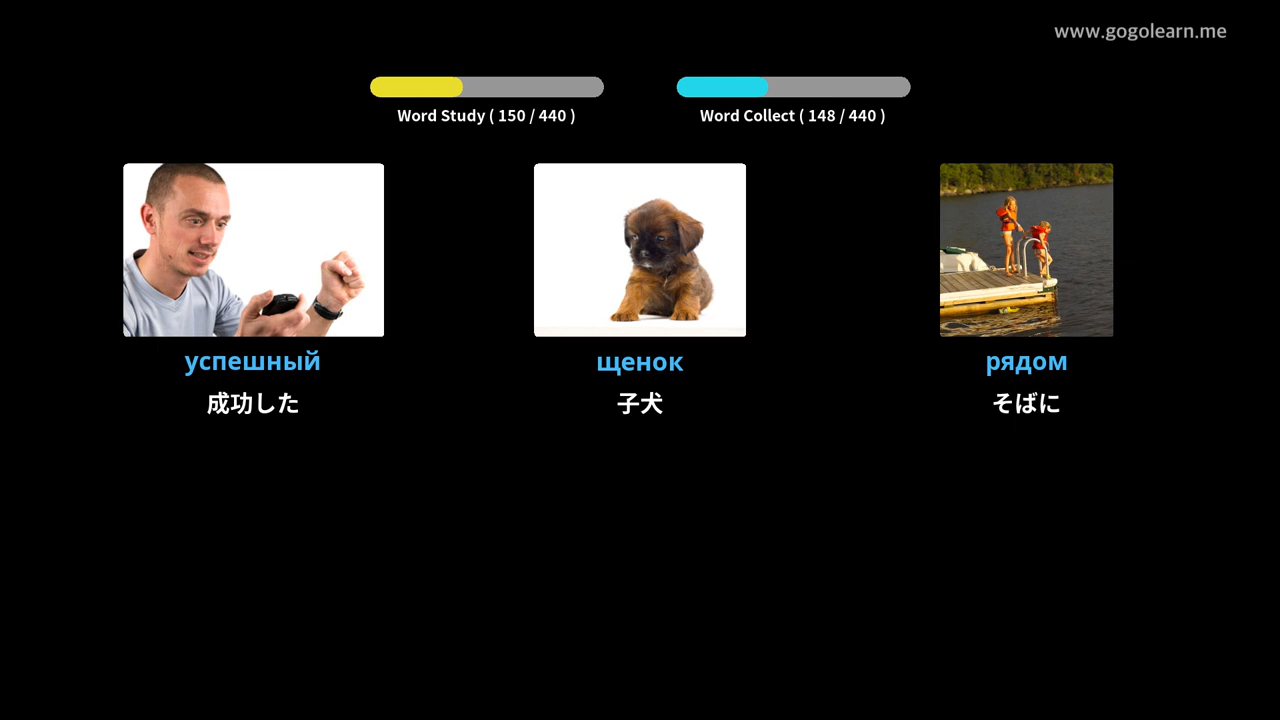 www.gogolearn.me
Word Study ( 150 / 440 )
Word Collect ( 148 / 440 )
успешный
щенок
рядом
成功した
子犬
そばに